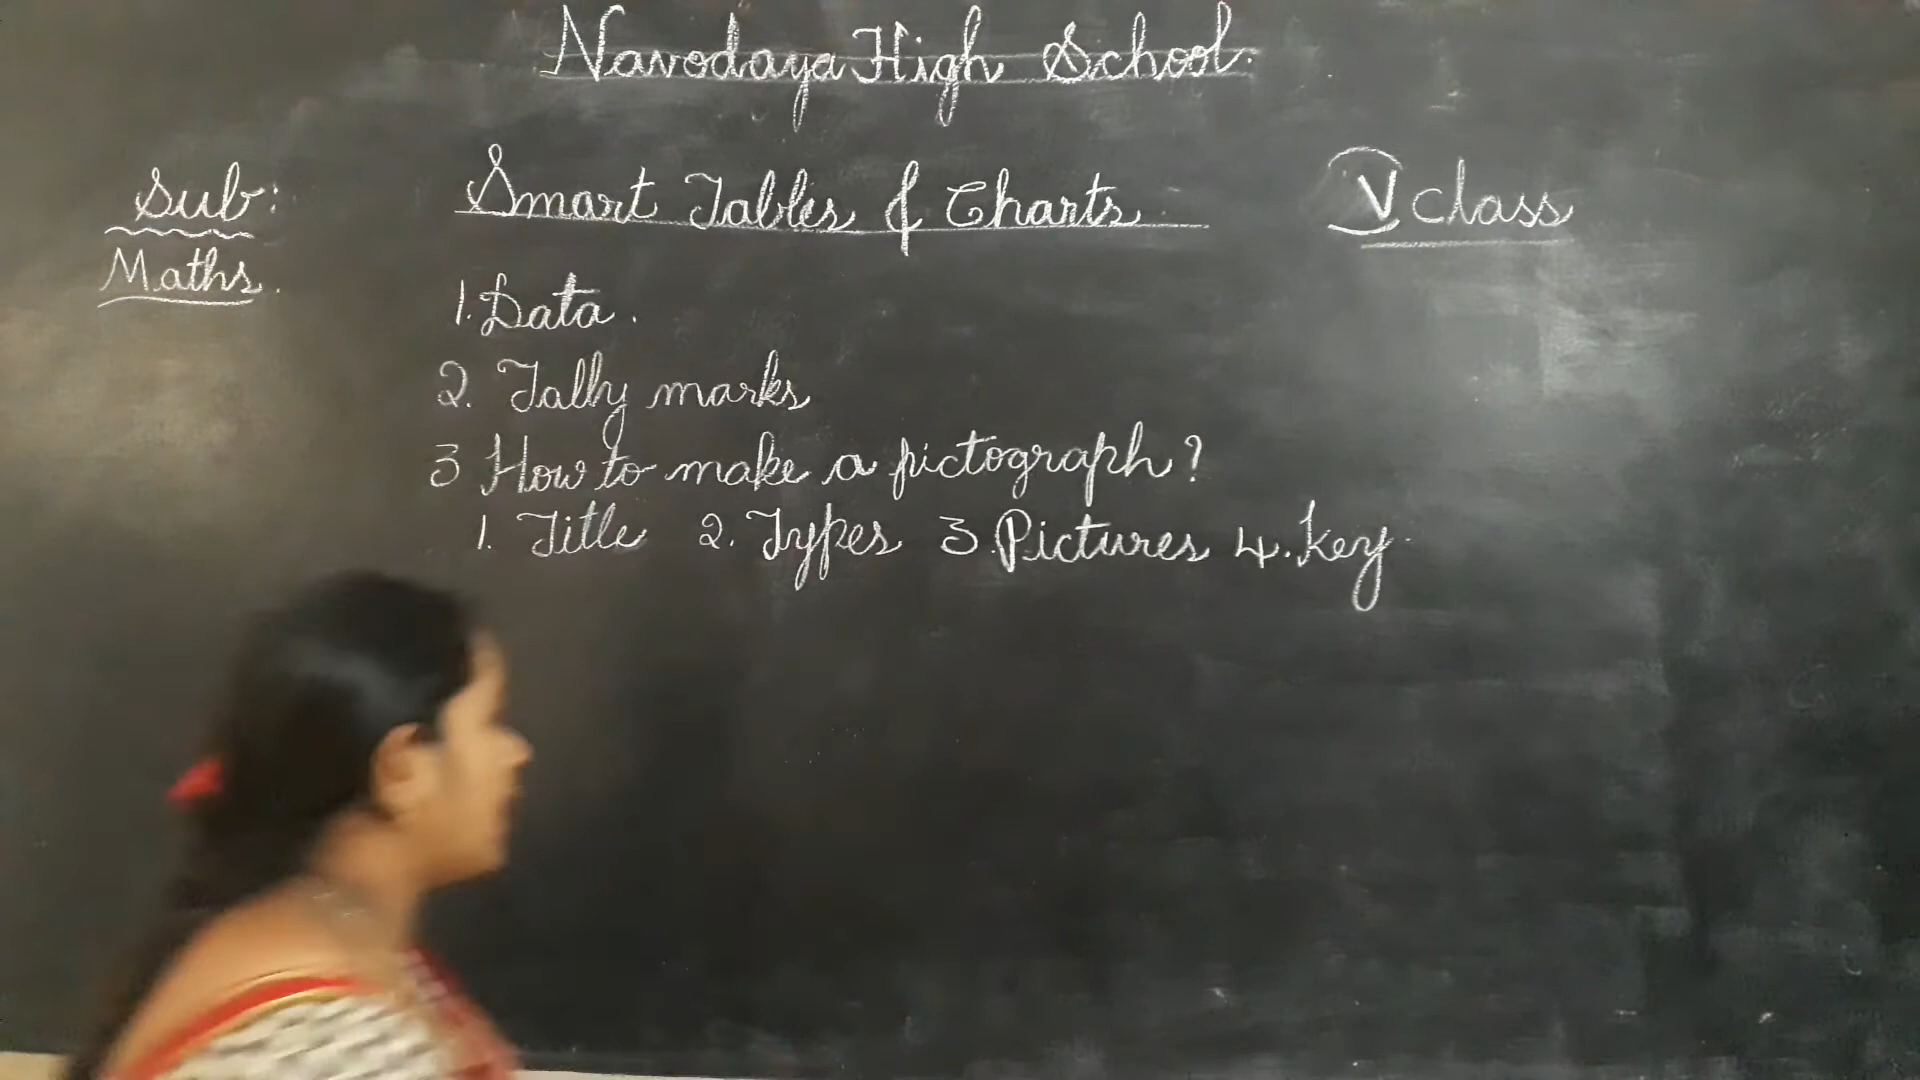 Navodaya High School.
Sub:
Maths.
Smart Tables & Charts.
V class
1. Data.
2. Tally marks
3 How to make a pictograph?
1. Title 2. Types 3. Pictures 4. Key